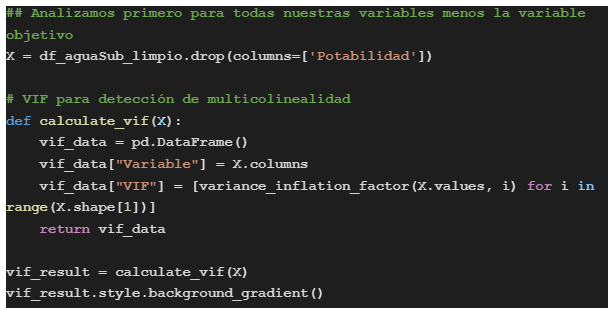 ## Analizamos primero para todas nuestras variables menos la variable
objetivo
X = df_aguaSub_limpio.drop(columns=['Potabilidad'])

# VIF para detección de multicolinealidad
def calculate_vif(X):
    vif_data = pd.DataFrame()
    vif_data["Variable"] = X.columns
    vif_data["VIF"] = [variance_inflation_factor(X.values, i) for i in
range(X.shape[1])]
    return vif_data

vif_result = calculate_vif(X)
vif_result.style.background_gradient()